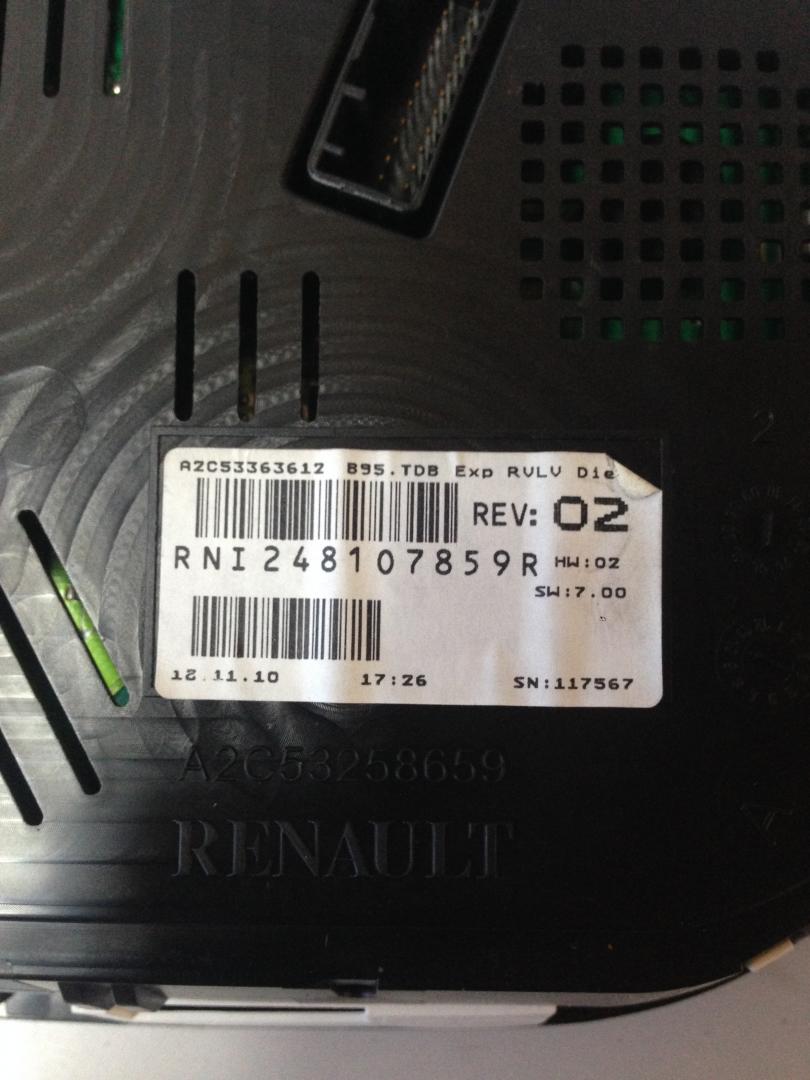 A2C53363612 B95.TDB Exp RVLV Die
REV: 02
RNI248107859R HW:02
SW:7.00
12.11.10 17:26 SN:117567
A2C53258659
RENAULT
2